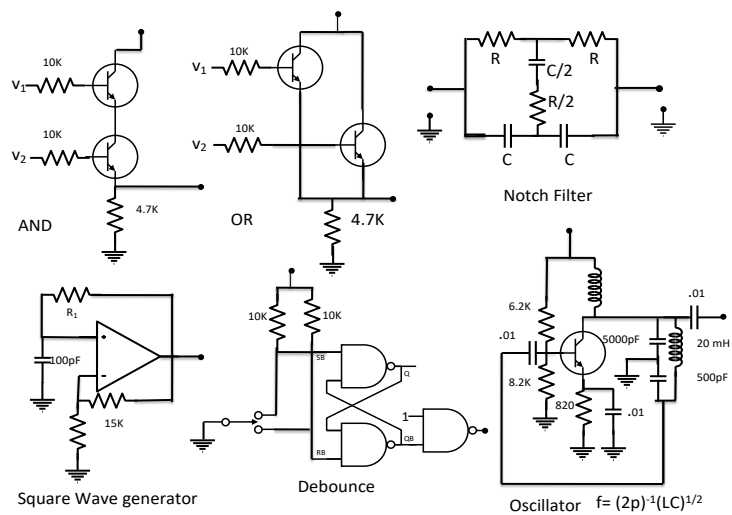 10K
v1
10K
v2
4.7K
AND
10K
v1
10K
v2
4.7K
OR
R
R
C/2
R/2
C
C
Notch Filter
R1
100pF
+
–
15K
Square Wave generator
10K
10K
SB
Q
1
RB
QB
Debounce
6.2K
.01
.01
5000pF
20 mH
8.2K
500pF
820
.01
Oscillator f= (2p)-1(LC)1/2